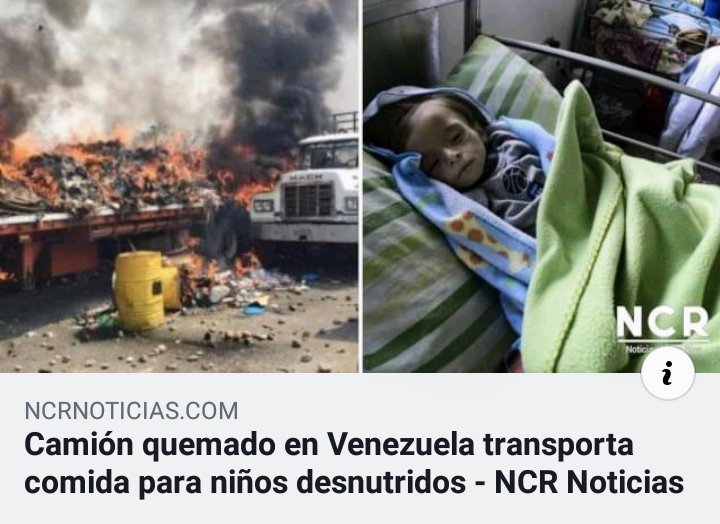 MACK
NCR
NCRNOTICIAS.COM
Camión quemado en Venezuela transporta
comida para niños desnutridos - NCR Noticias